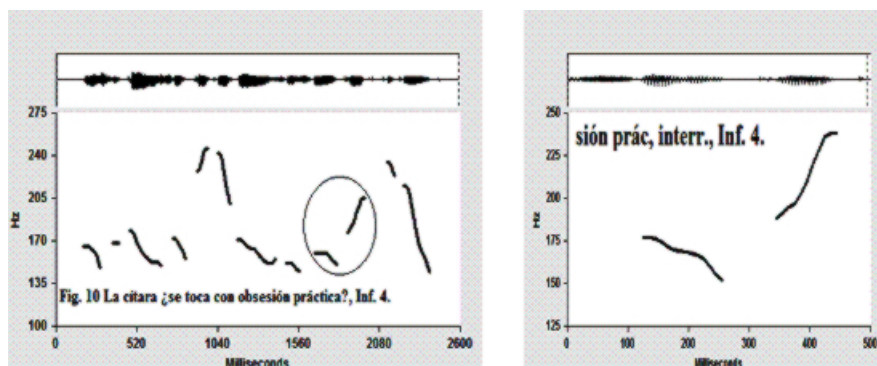 275
240
205
170
135
100
Hz
Fig. 10 La cítara ¿se toca con obsesión práctica?, Inf. 4.
0 520 1040 1560 2080 2600
Milliseconds
250
225
200
175
150
125
Hz
sión prác, interr., Inf. 4.
0 100 200 300 400 500
Milliseconds